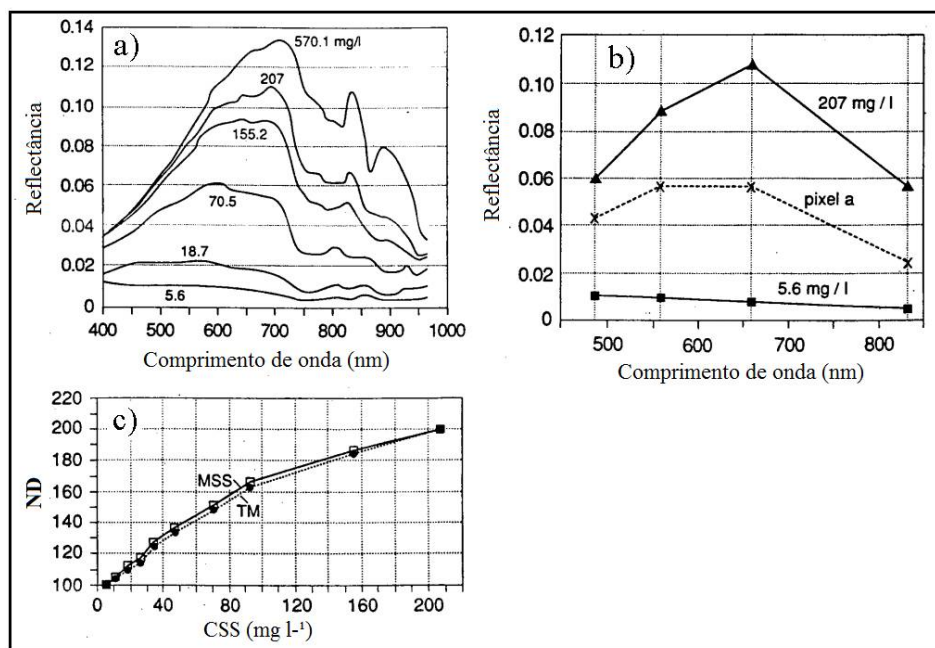 a)
0.14
0.12
0.10
0.08
0.06
0.04
0.02
0
Reflectância
570.1 mg/l
207
155.2
70.5
18.7
5.6
400 500 600 700 800 900 1000
Comprimento de onda (nm)
b)
0.12
0.10
0.08
0.06
0.04
0.02
0
Reflectância
207 mg / l
pixel a
5.6 mg / l
500 600 700 800
Comprimento de onda (nm)
c)
220
200
180
160
140
120
100
ND
MSS
TM
0 40 80 120 160 200
CSS (mg l-¹)